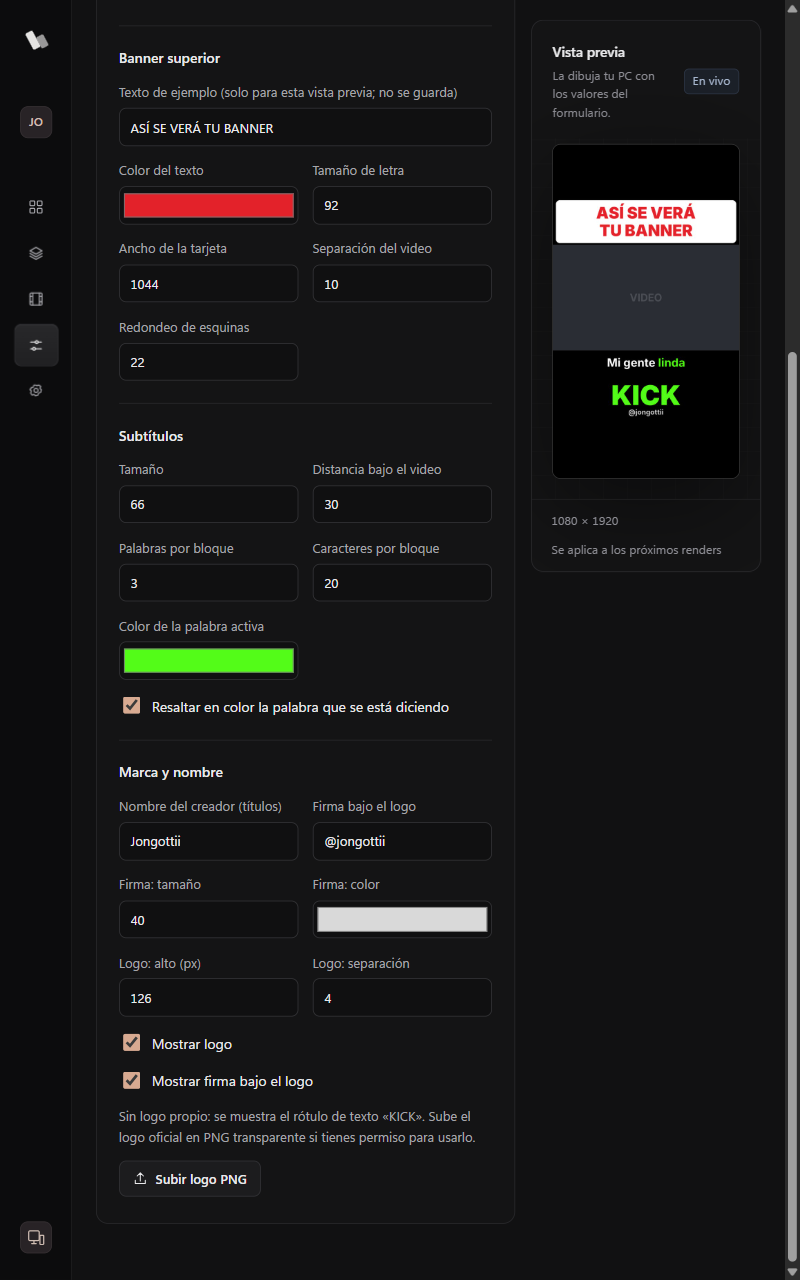 JO
Banner superior
Texto de ejemplo (solo para esta vista previa; no se guarda)
ASÍ SE VERÁ TU BANNER
Color del texto
Tamaño de letra
92
Ancho de la tarjeta
Separación del video
1044
10
Redondeo de esquinas
22
Subtítulos
Tamaño
Distancia bajo el video
66
30
Palabras por bloque
Caracteres por bloque
3
20
Color de la palabra activa
Resaltar en color la palabra que se está diciendo
Marca y nombre
Nombre del creador (títulos)
Firma bajo el logo
Jongottii
@jongottii
Firma: tamaño
Firma: color
40
Logo: alto (px)
Logo: separación
126
4
Mostrar logo
Mostrar firma bajo el logo
Sin logo propio: se muestra el rótulo de texto «KICK». Sube el
logo oficial en PNG transparente si tienes permiso para usarlo.
Subir logo PNG
Vista previa
La dibuja tu PC con
los valores del
formulario.
En vivo
ASÍ SE VERÁ
TU BANNER
VIDEO
Mi gente linda
KICK
@jongottii
1080 × 1920
Se aplica a los próximos renders